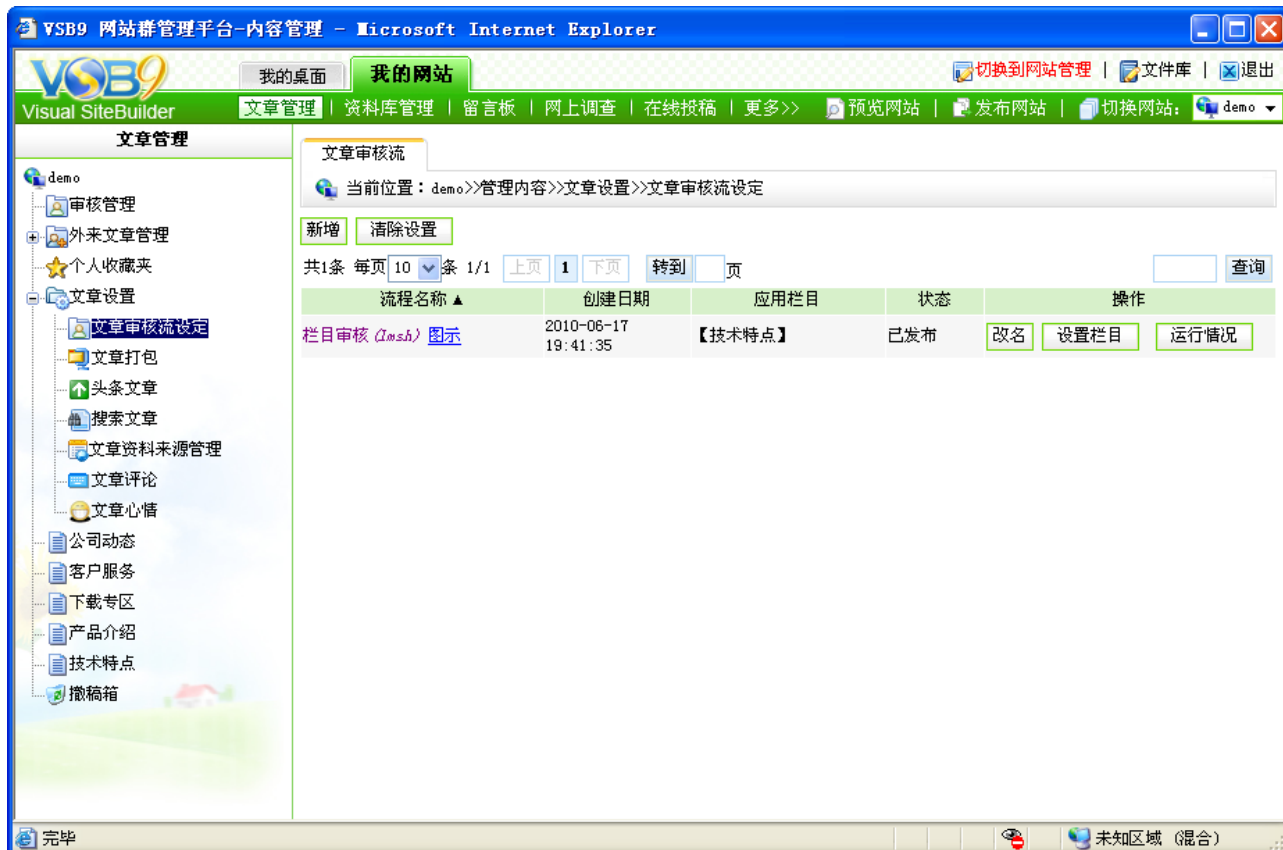 VSB9 网站群管理平台-内容管理 - Microsoft Internet Explorer
VSB9
Visual SiteBuilder
我的桌面 我的网站 切换到网站管理 | 文件库 | 退出
文章管理 | 资料库管理 | 留言板 | 网上调查 | 在线投稿 | 更多>> 预览网站 | 发布网站 | 切换网站: demo
文章管理
demo
审核管理
外来文章管理
个人收藏夹
文章设置
文章审核流设定
文章打包
头条文章
搜索文章
文章资料来源管理
文章评论
文章心情
公司动态
客户服务
下载专区
产品介绍
技术特点
撤稿箱
文章审核流
当前位置：demo>>管理内容>>文章设置>>文章审核流设定
新增 清除设置
共1条 每页 10 条 1/1 上页 1 下页 转到 页 查询
流程名称▲ 创建日期 应用栏目 状态 操作
栏目审核 (lmsh) 图示 2010-06-17 19:41:35 【技术特点】 已发布 改名 设置栏目 运行情况
完毕 未知区域 (混合)